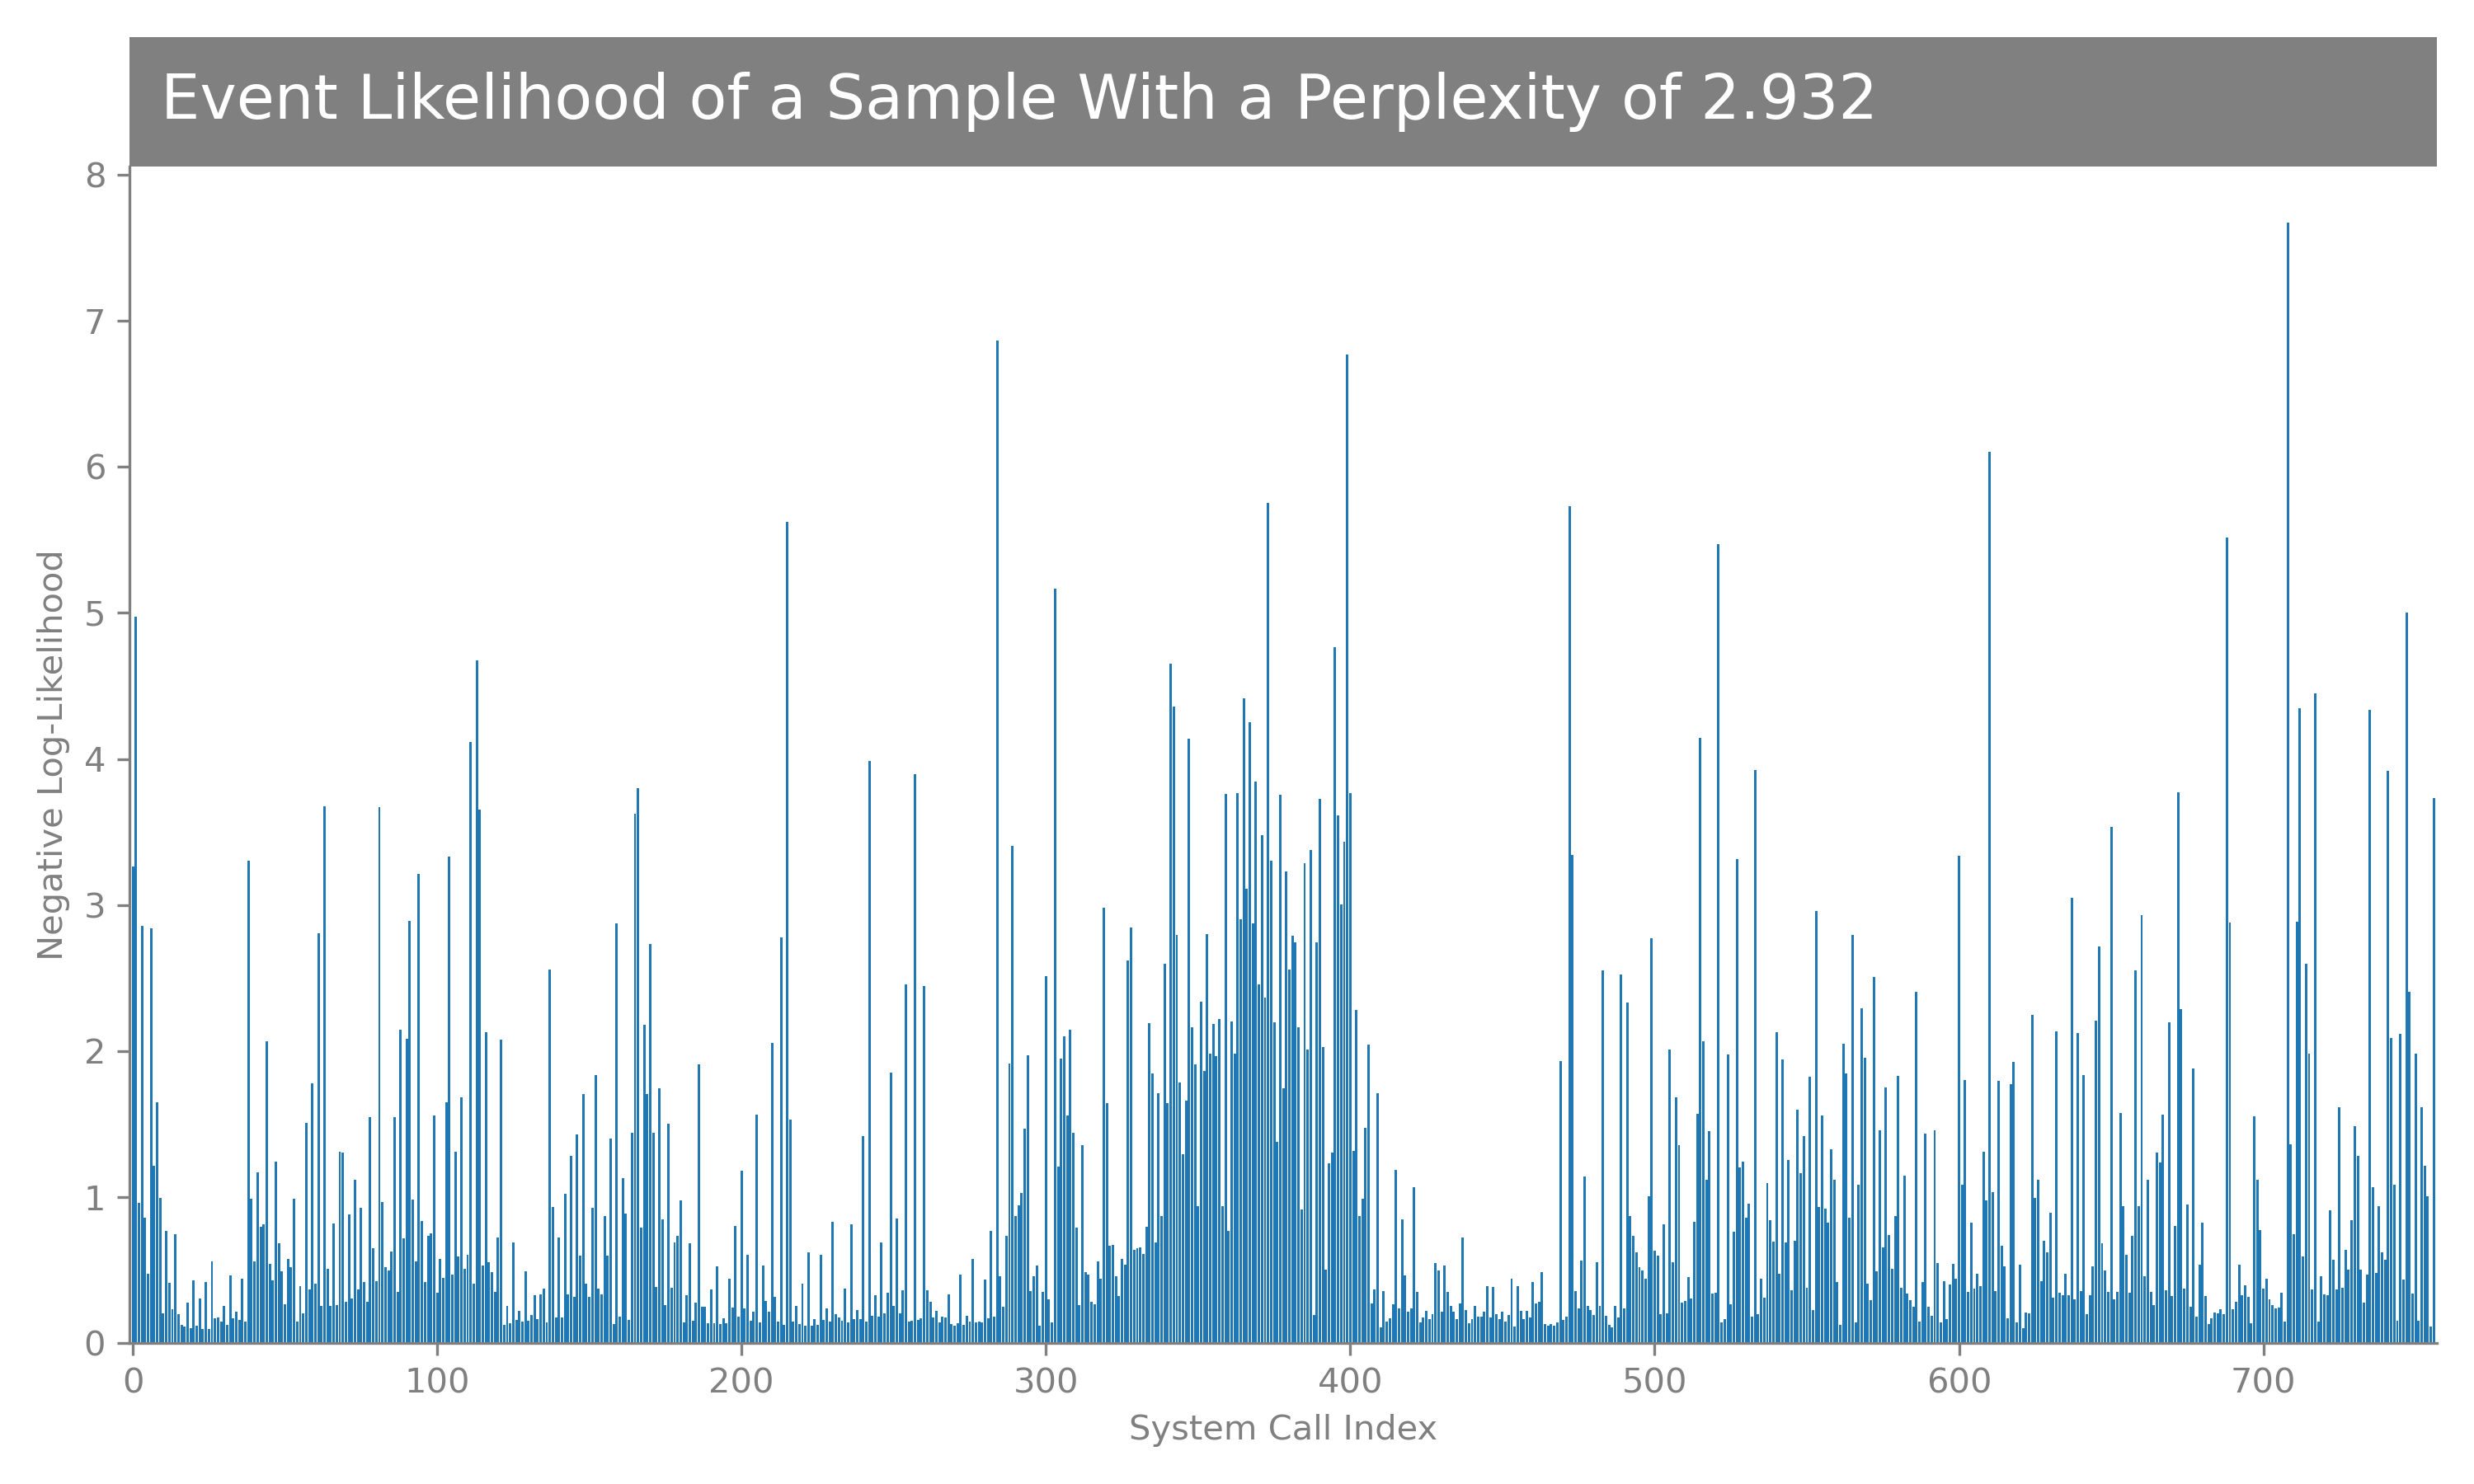 Event Likelihood of a Sample With a Perplexity of 2.932
8
7
6
5
4
3
2
1
0
Negative Log-Likelihood
0 100 200 300 400 500 600 700
System Call Index